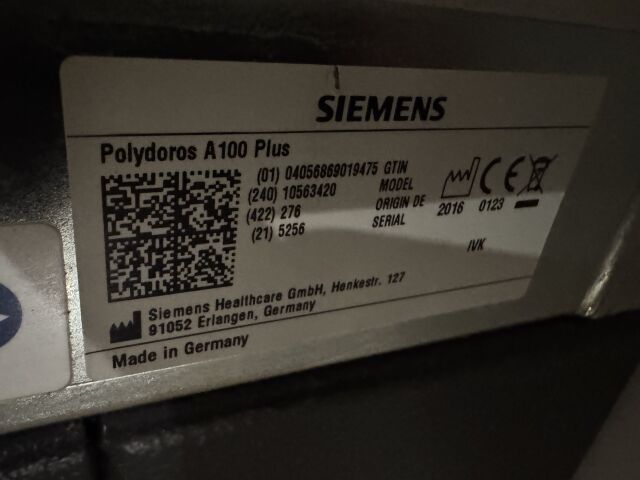 SIEMENS
Polydoros A100 Plus
(01) 04056869019475 GTIN
(240) 10563420 MODEL
(422) 276 ORIGIN DE
(21) 5256 SERIAL
2016 0123
IVK
Siemens Healthcare GmbH, Henkestr. 127
91052 Erlangen, Germany
Made in Germany